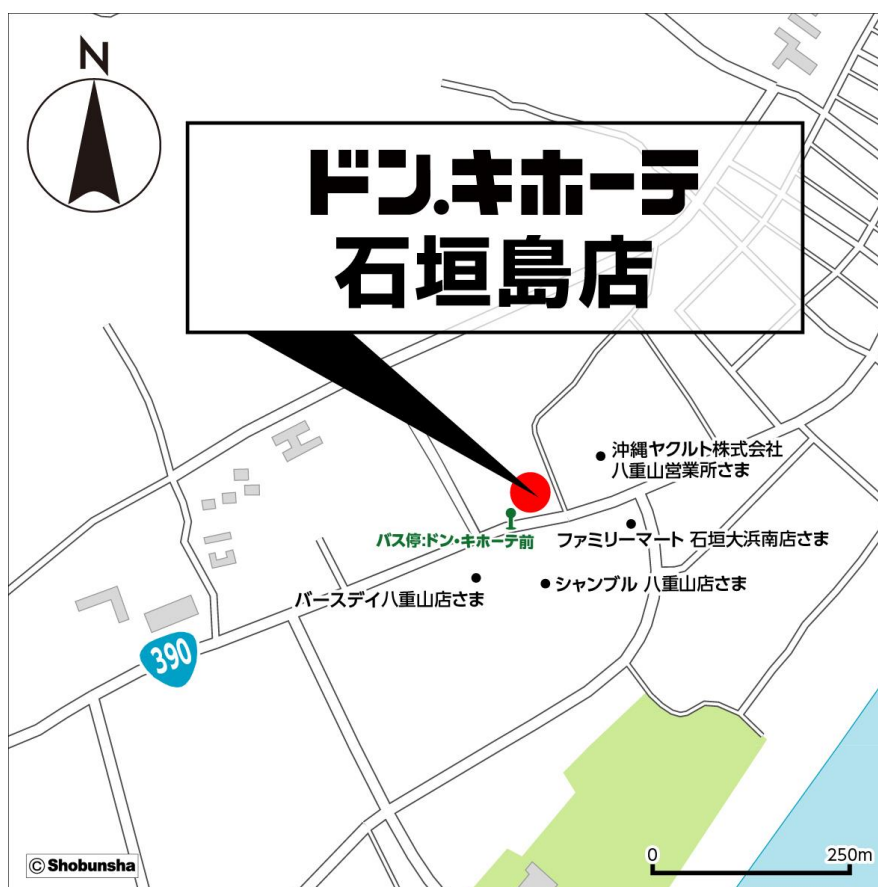 N
ドン.キホーテ
石垣島店
沖縄ヤクルト株式会社
八重山営業所さま
バス停:ドン・キホーテ前
ファミリーマート 石垣大浜南店さま
バースデイ八重山店さま
シャンブル 八重山店さま
390
© Shobunsha
0 250m